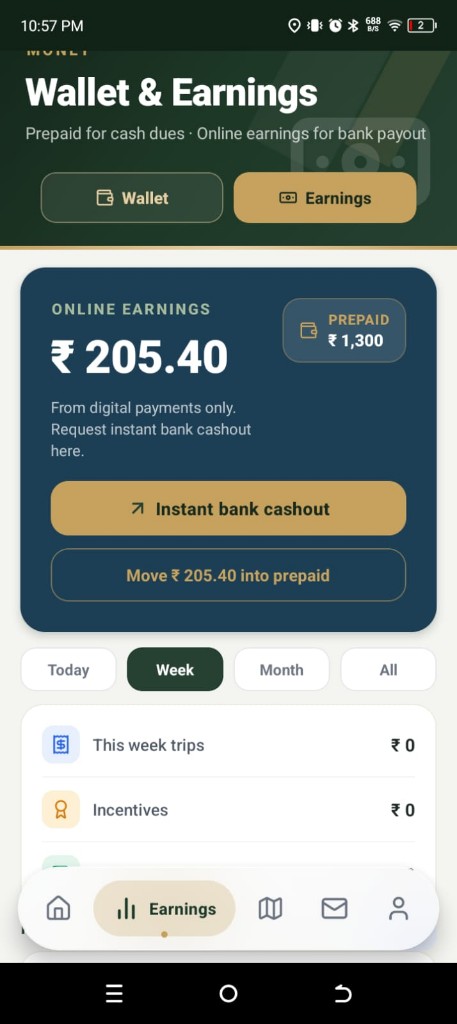 10:57 PM
688
B/S
2
MONEY
Wallet & Earnings
Prepaid for cash dues · Online earnings for bank payout
Wallet
Earnings
ONLINE EARNINGS
PREPAID
₹ 1,300
₹ 205.40
From digital payments only.
Request instant bank cashout
here.
Instant bank cashout
Move ₹ 205.40 into prepaid
Today
Week
Month
All
This week trips
₹ 0
Incentives
₹ 0
Earnings